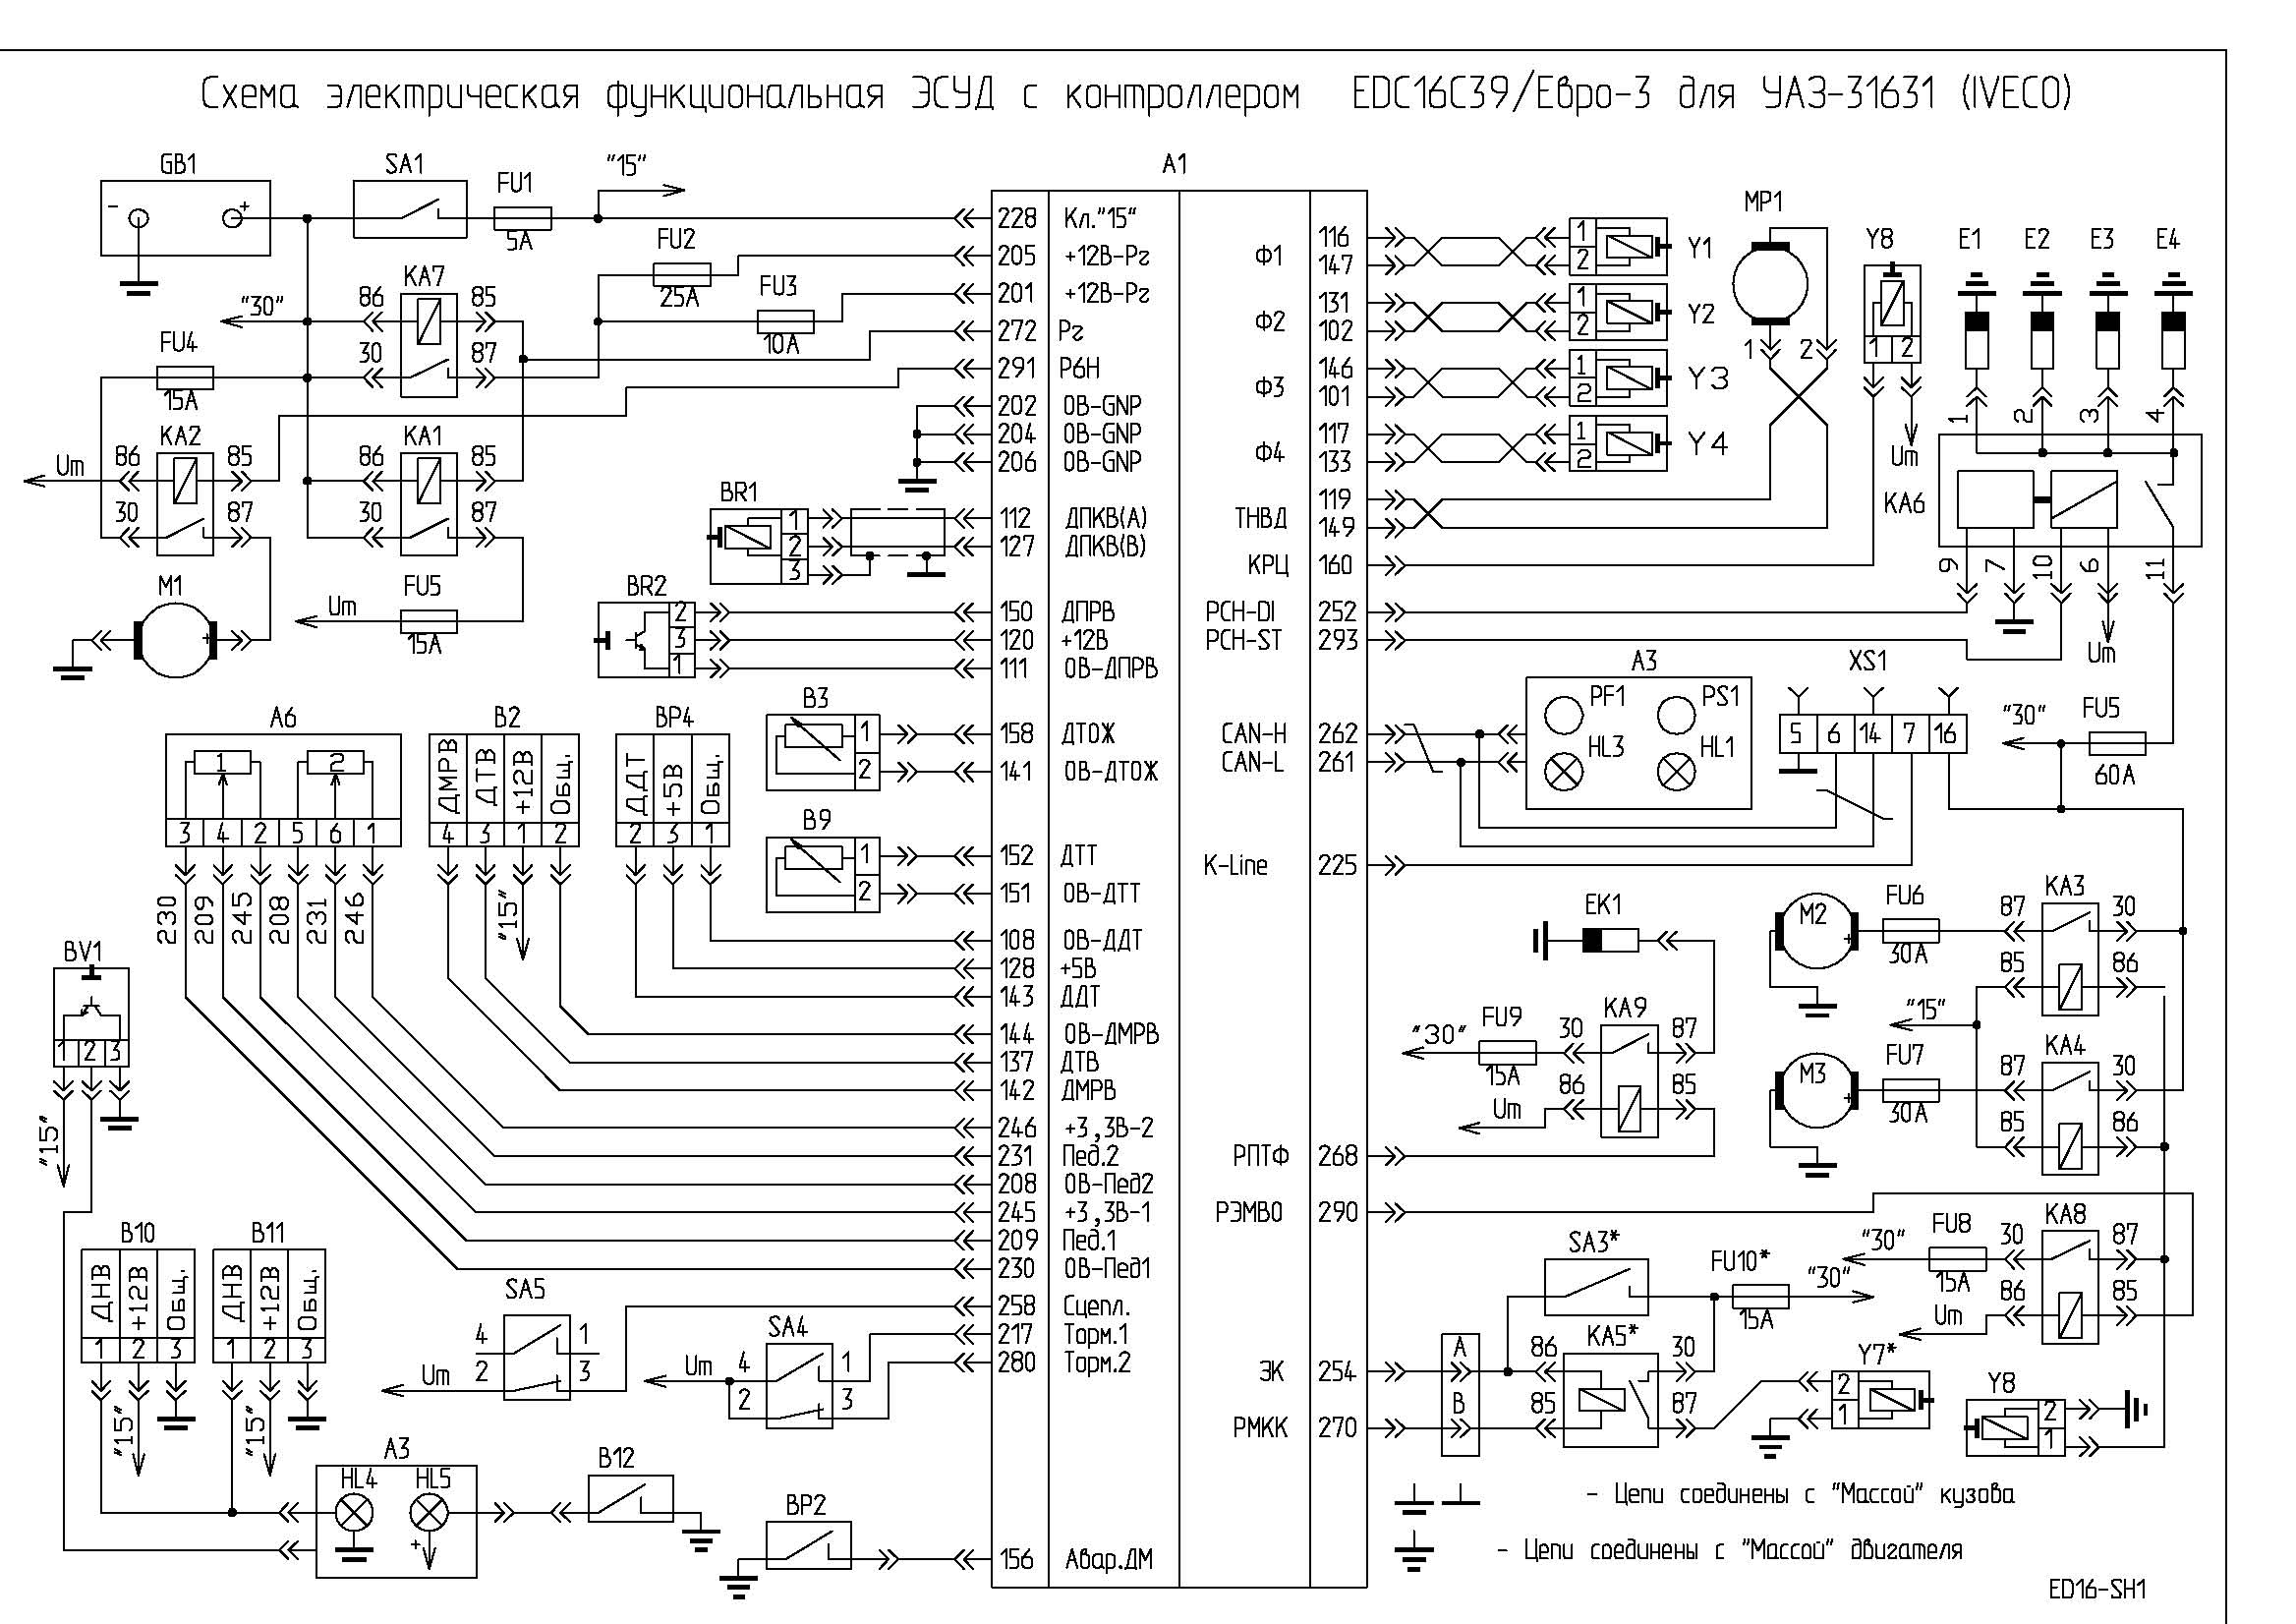 Схема электрическая функциональная ЭСУД с контроллером EDC16C39/Евро-3 для УАЗ-31631 (IVECO)
GB1
SA1
FU1
5А
"15"
A1
- +
228 Кл."15"
205 +12В-Рг
201 +12В-Рг
272 Рг
291 РбН
202 0В-GNP
204 0В-GNP
206 0В-GNP
112 ДПКВ(А)
127 ДПКВ(В)
150 ДПРВ
120 +12В
111 0В-ДПРВ
158 ДТОЖ
141 0В-ДТОЖ
152 ДТТ
151 0В-ДТТ
108 0В-ДДТ
128 +5В
143 ДДТ
144 0В-ДМРВ
137 ДТВ
142 ДМРВ
246 +3,3В-2
231 Пед.2
208 0В-Пед2
245 +3,3В-1
209 Пед.1
230 0В-Пед1
258 Сцепл.
217 Торм.1
280 Торм.2
156 Авар.ДМ
Ф1 116
147
Ф2 131
102
Ф3 146
101
Ф4 117
133
ТНВД 119
149
КРЦ 160
РСН-DI 252
РСН-ST 293
CAN-H 262
CAN-L 261
K-Line 225
РПТФ 268
РЭМВО 290
ЭК 254
РМКК 270
FU2
25А
FU3
10А
KA7
86 85
30 87
"30"
FU4
15А
KA2
86 85
30 87
Um
KA1
86 85
30 87
M1
+
FU5
15А
Um
BR1
1
2
3
BR2
2
3
1
A6
1 2
3 4 2 5 6 1
230 209 245 208 231 246
B2
ДМРВ ДТВ +12В Общ.
4 3 1 2
"15"
BP4
ДДТ +5В Общ.
2 3 1
B3
1
2
B9
1
2
BV1
1 2 3
"15"
B10
ДНВ +12В Общ.
1 2 3
"15"
B11
ДНВ +12В Общ.
1 2 3
"15"
A3
HL4 HL5
+
B12
SA5
4 1
2 3
Um
SA4
4 1
2 3
Um
BP2
1
2
Y1
1
2
Y2
1
2
Y3
1
2
Y4
MP1
1 2
Y8
1 2
Um
E1 E2 E3 E4
1 2 3 4
KA6
9 7 10 6 11
Um
A3
PF1 PS1
HL3 HL1
XS1
5 6 14 7 16
"30"
FU5
60А
EK1
"30"
FU9
15А
KA9
30 87
86 85
Um
M2
+
FU6
30А
KA3
87 30
85 86
"15"
M3
+
FU7
30А
KA4
87 30
85 86
"30"
FU8
15А
KA8
30 87
86 85
Um
SA3*
FU10*
15А
"30"
A
B
KA5*
86 30
85 87
Y7*
2
1
Y8
2
1
- Цепи соединены с "Массой" кузова
- Цепи соединены с "Массой" двигателя
ED16-SH1